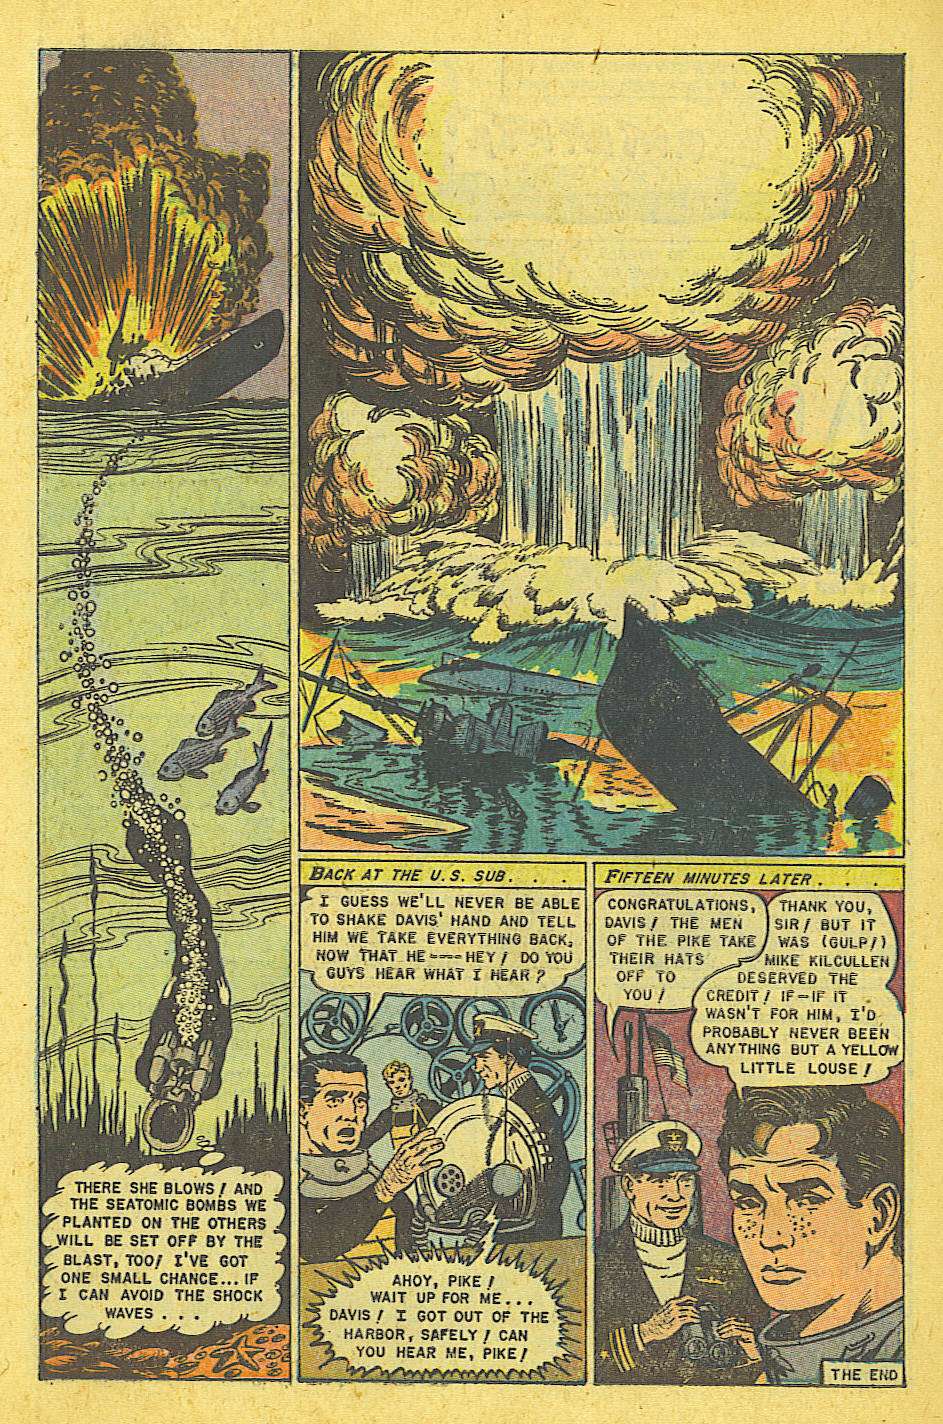 THERE SHE BLOWS! AND
THE SEATOMIC BOMBS WE
PLANTED ON THE OTHERS
WILL BE SET OFF BY THE
BLAST, TOO! I'VE GOT
ONE SMALL CHANCE... IF
I CAN AVOID THE SHOCK
WAVES . . .
BACK AT THE U.S. SUB. . . .
I GUESS WE'LL NEVER BE ABLE
TO SHAKE DAVIS' HAND AND TELL
HIM WE TAKE EVERYTHING BACK,
NOW THAT HE --- HEY! DO YOU
GUYS HEAR WHAT I HEAR?
AHOY, PIKE!
WAIT UP FOR ME...
DAVIS! I GOT OUT OF THE
HARBOR, SAFELY! CAN
YOU HEAR ME, PIKE!
FIFTEEN MINUTES LATER. . . .
CONGRATULATIONS,
DAVIS! THE MEN
OF THE PIKE TAKE
THEIR HATS
OFF TO
YOU!
THANK YOU,
SIR! BUT IT
WAS (GULP!)
MIKE KILCULLEN
DESERVED THE
CREDIT! IF-IF IT
WASN'T FOR HIM, I'D
PROBABLY NEVER BEEN
ANYTHING BUT A YELLOW
LITTLE LOUSE!
THE END